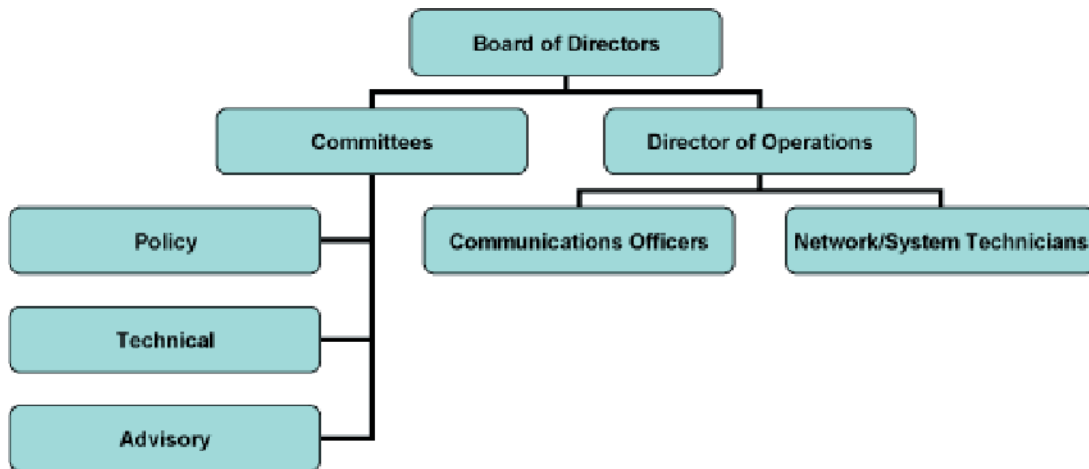 Board of Directors
Committees
Director of Operations
Policy
Communications Officers
Network/System Technicians
Technical
Advisory